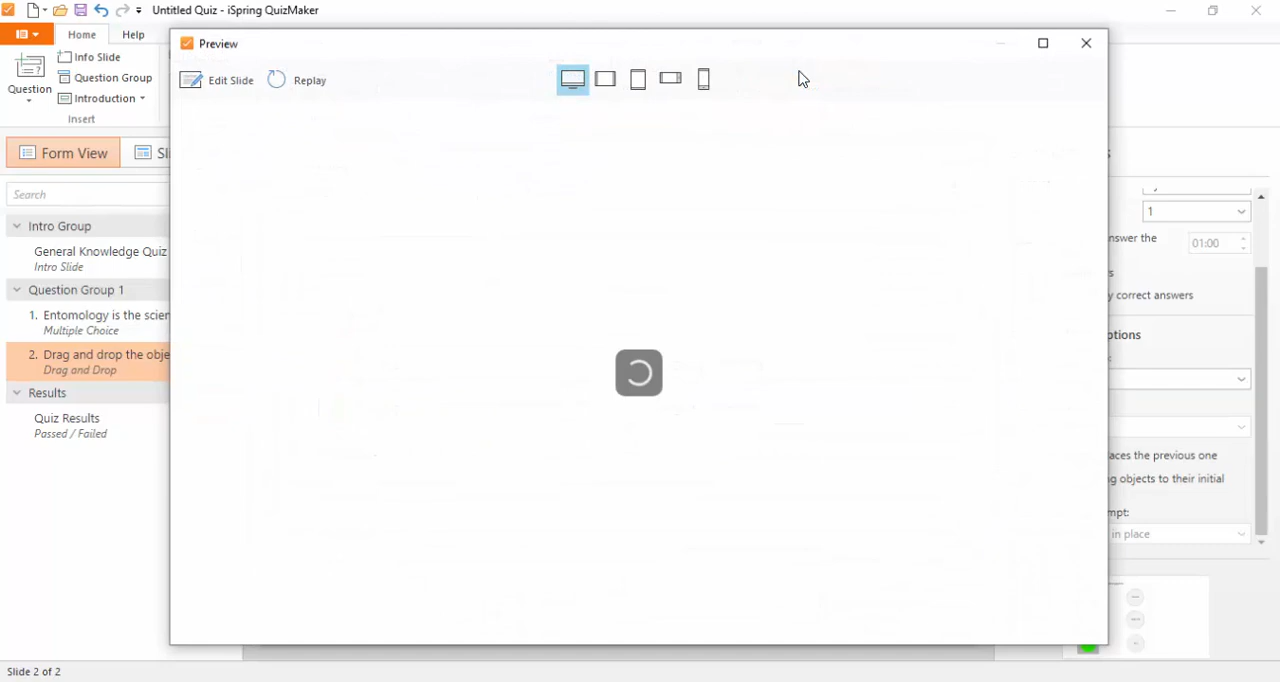 Untitled Quiz - iSpring QuizMaker
Home
Help
Info Slide
Question Group
Introduction
Question
Insert
Preview
Edit Slide
Replay
Form View
Sli
Search
Intro Group
General Knowledge Quiz
Intro Slide
Question Group 1
1. Entomology is the scien
Multiple Choice
2. Drag and drop the obje
Drag and Drop
Results
Quiz Results
Passed / Failed
s
1
nswer the
01:00
s
y correct answers
ptions
aces the previous one
ng objects to their initial
mpt:
in place
Slide 2 of 2